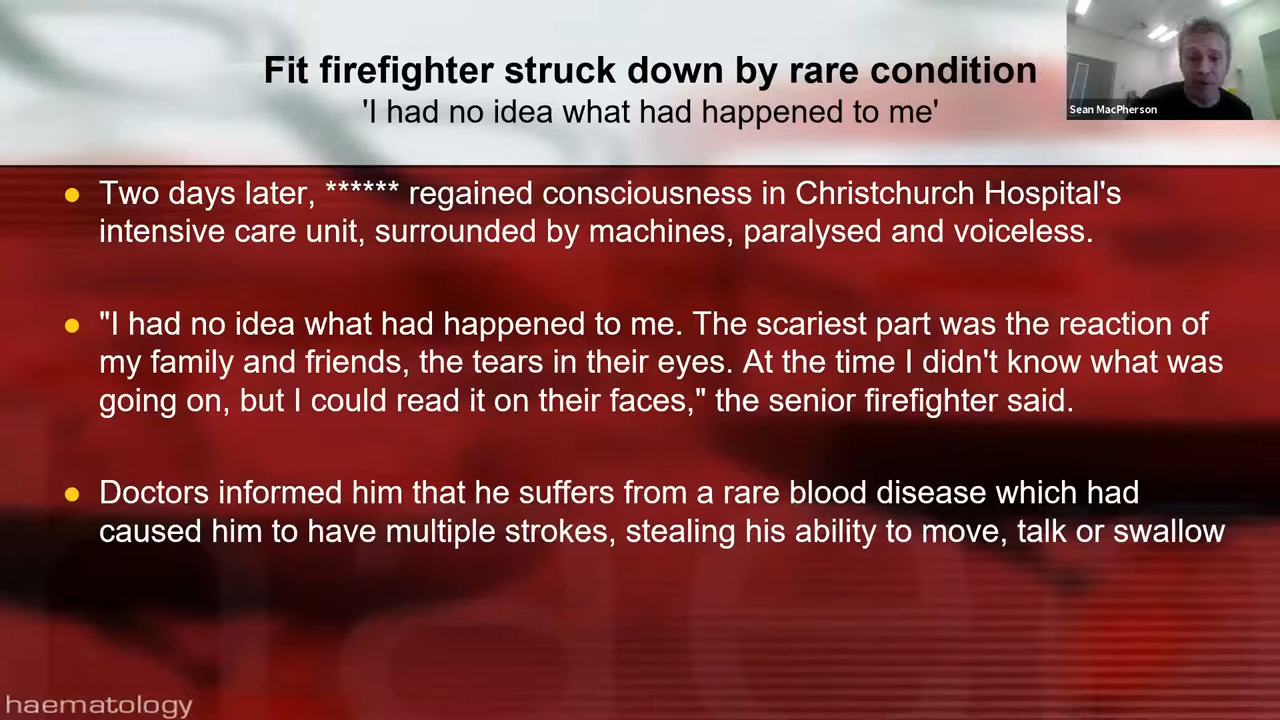 Fit firefighter struck down by rare condition
'I had no idea what had happened to me'
Sean MacPherson
● Two days later, ****** regained consciousness in Christchurch Hospital's
intensive care unit, surrounded by machines, paralysed and voiceless.
● "I had no idea what had happened to me. The scariest part was the reaction of
my family and friends, the tears in their eyes. At the time I didn't know what was
going on, but I could read it on their faces," the senior firefighter said.
● Doctors informed him that he suffers from a rare blood disease which had
caused him to have multiple strokes, stealing his ability to move, talk or swallow
haematology